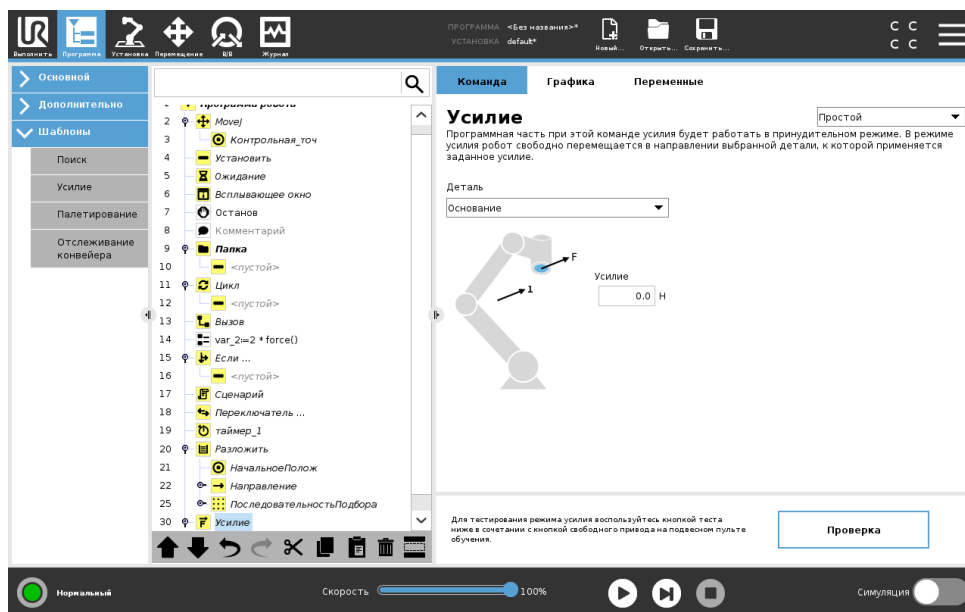 ПРОГРАММА <Без названия>*
УСТАНОВКА default*
Выполнить
Программа
Установка
Перемещение
В/В
Журнал
Новый...
Открыть...
Сохранить...
C C
C C
Основной
Дополнительно
Шаблоны
Поиск
Усилие
Палетирование
Отслеживание
конвейера
1 Программа робота
2 MoveJ
3 Контрольная_точ
4 Установить
5 Ожидание
6 Всплывающее окно
7 Останов
8 Комментарий
9 Папка
10 <пустой>
11 Цикл
12 <пустой>
13 Вызов
14 var_2≔2 * force()
15 Если ...
16 <пустой>
17 Сценарий
18 Переключатель ...
19 таймер_1
20 Разложить
21 НачальноеПолож
22 Направление
25 ПоследовательностьПодбора
30 Усилие
Команда
Графика
Переменные
Усилие
Простой
Программная часть при этой команде усилия будет работать в принудительном режиме. В режиме
усилия робот свободно перемещается в направлении выбранной детали, к которой применяется
заданное усилие.
Деталь
Основание
F
1
Усилие
0.0 Н
Для тестирования режима усилия воспользуйтесь кнопкой теста
ниже в сочетании с кнопкой свободного привода на подвесном пульте
обучения.
Проверка
Нормальный
Скорость
100%
Симуляция